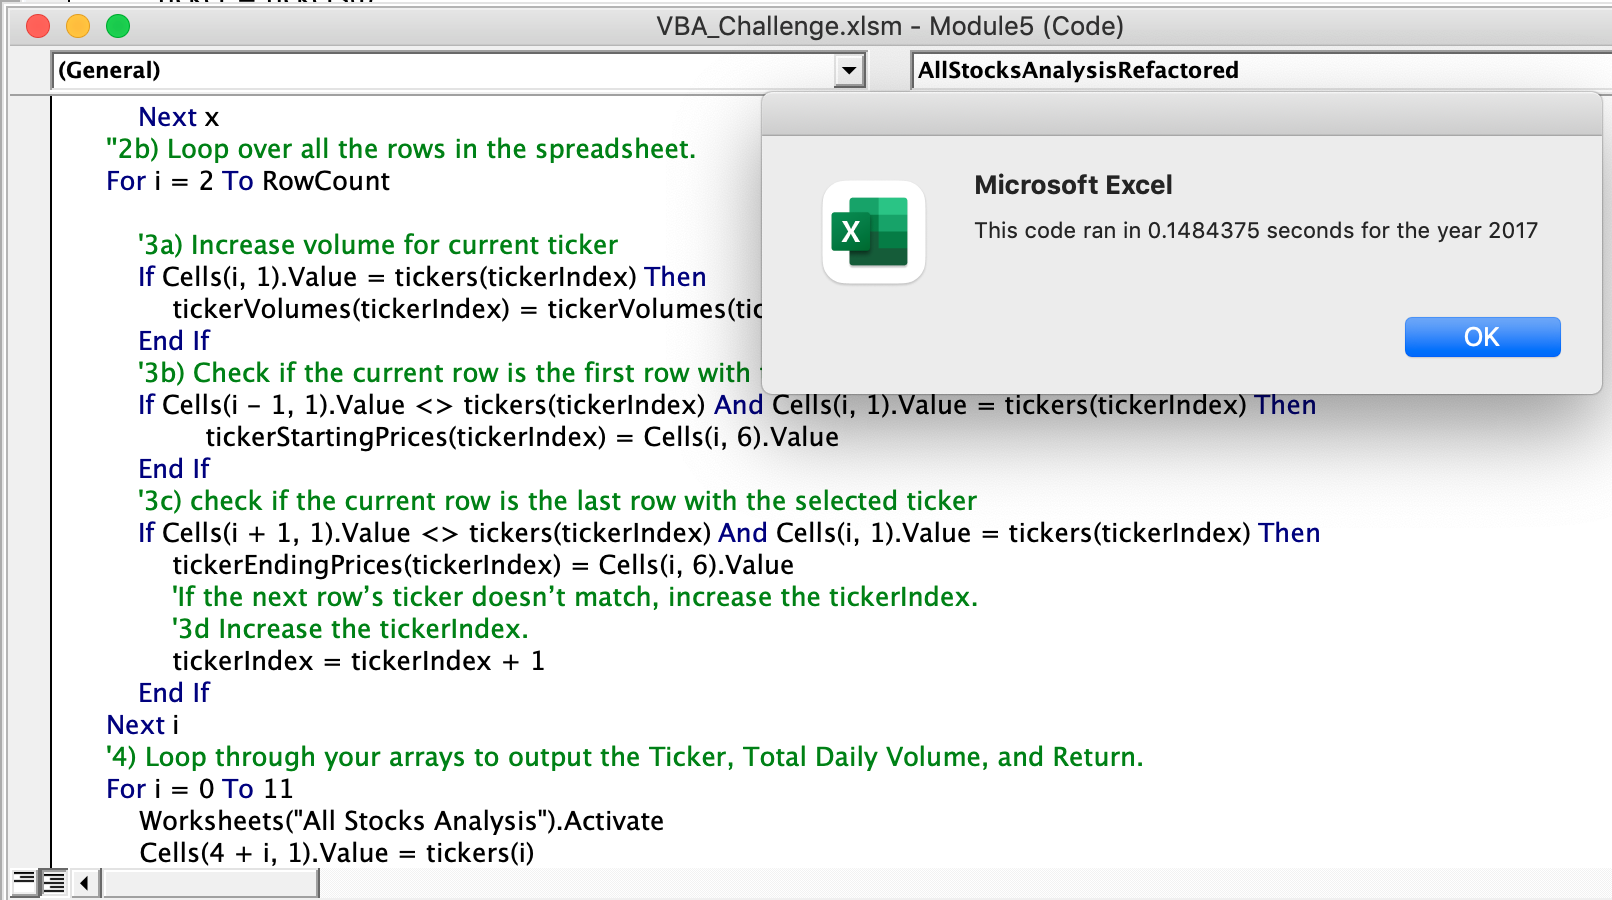 VBA_Challenge.xlsm - Module5 (Code)
(General)
AllStocksAnalysisRefactored
Next x
"2b) Loop over all the rows in the spreadsheet.
For i = 2 To RowCount
'3a) Increase volume for current ticker
If Cells(i, 1).Value = tickers(tickerIndex) Then
tickerVolumes(tickerIndex) = tickerVolumes(tic
End If
'3b) Check if the current row is the first row with
If Cells(i - 1, 1).Value <> tickers(tickerIndex) And Cells(i, 1).Value = tickers(tickerIndex) Then
tickerStartingPrices(tickerIndex) = Cells(i, 6).Value
End If
'3c) check if the current row is the last row with the selected ticker
If Cells(i + 1, 1).Value <> tickers(tickerIndex) And Cells(i, 1).Value = tickers(tickerIndex) Then
tickerEndingPrices(tickerIndex) = Cells(i, 6).Value
'If the next row’s ticker doesn’t match, increase the tickerIndex.
'3d Increase the tickerIndex.
tickerIndex = tickerIndex + 1
End If
Next i
'4) Loop through your arrays to output the Ticker, Total Daily Volume, and Return.
For i = 0 To 11
Worksheets("All Stocks Analysis").Activate
Cells(4 + i, 1).Value = tickers(i)
Microsoft Excel
X
This code ran in 0.1484375 seconds for the year 2017
OK